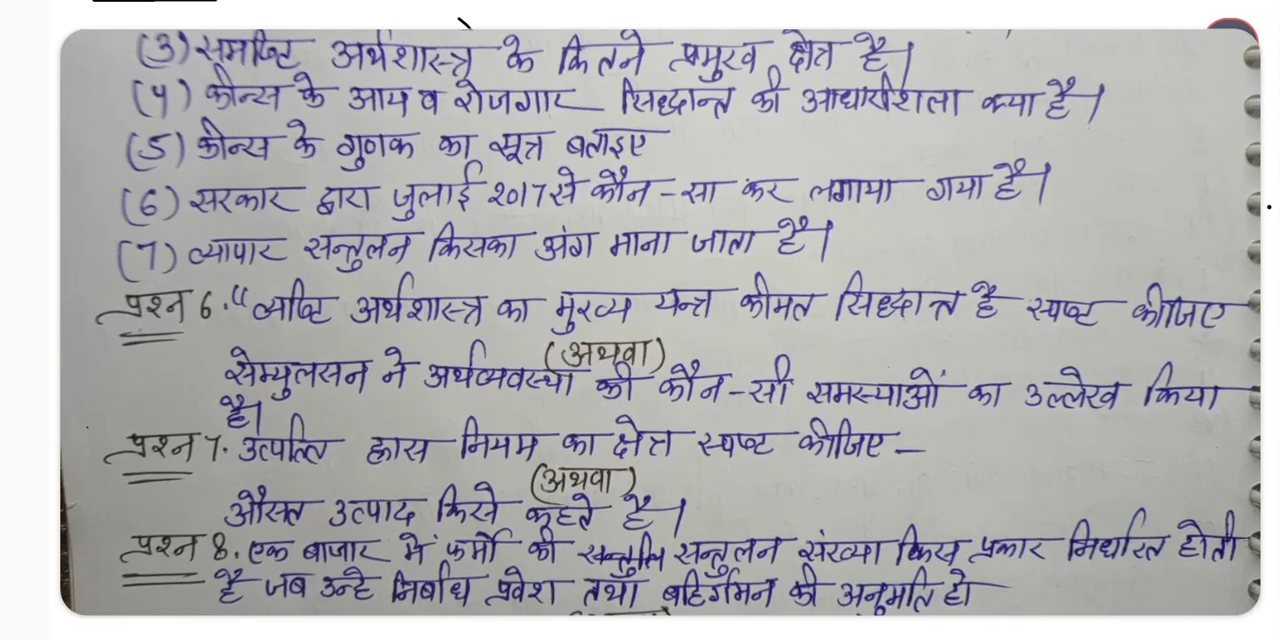 (3) समष्टि अर्थशास्त्र के कितने प्रमुख क्षेत्र है।
(4) कीन्स के आय व रोजगार सिद्धान्त की आधारशिला क्या है।
(5) कीन्स के गुणक का सूत्र बताइए
(6) सरकार द्वारा जुलाई 2017 से कौन-सा कर लगाया गया है।
(7) व्यापार सन्तुलन किसका अंग माना जाता है।
प्रश्न 6. "व्यष्टि अर्थशास्त्र का मुख्य यन्त्र कीमत सिद्धान्त है स्पष्ट कीजिए
(अथवा)
सेम्युलसन ने अर्थव्यवस्था की कौन-सी समस्याओं का उल्लेख किया
है।
प्रश्न 7. उत्पत्ति ह्रास नियम का क्षेत्र स्पष्ट कीजिए -
(अथवा)
औसत उत्पाद किसे कहते है।
प्रश्न 8. एक बाजार में फर्मों की सन्तुलन संख्या किस प्रकार निर्धारित होती
है जब उन्हे निर्बाध प्रवेश तथा बहिर्गमन की अनुमति हो